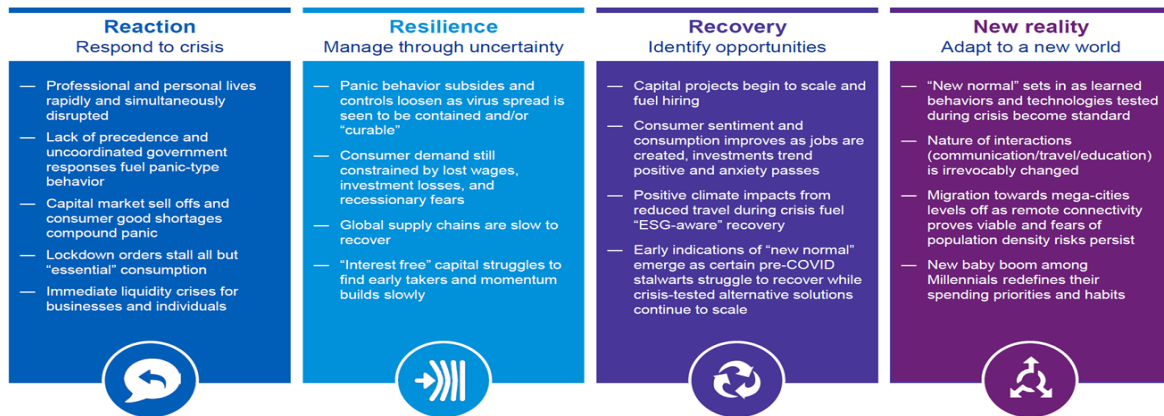 Reaction
Respond to crisis
— Professional and personal lives
rapidly and simultaneously
disrupted
— Lack of precedence and
uncoordinated government
responses fuel panic-type
behavior
— Capital market sell offs and
consumer good shortages
compound panic
— Lockdown orders stall all but
“essential” consumption
— Immediate liquidity crises for
businesses and individuals
Resilience
Manage through uncertainty
— Panic behavior subsides and
controls loosen as virus spread is
seen to be contained and/or
“curable”
— Consumer demand still
constrained by lost wages,
investment losses, and
recessionary fears
— Global supply chains are slow to
recover
— “Interest free” capital struggles to
find early takers and momentum
builds slowly
Recovery
Identify opportunities
— Capital projects begin to scale and
fuel hiring
— Consumer sentiment and
consumption improves as jobs are
created, investments trend
positive and anxiety passes
— Positive climate impacts from
reduced travel during crisis fuel
“ESG-aware” recovery
— Early indications of “new normal”
emerge as certain pre-COVID
stalwarts struggle to recover while
crisis-tested alternative solutions
continue to scale
New reality
Adapt to a new world
— “New normal” sets in as learned
behaviors and technologies tested
during crisis become standard
— Nature of interactions
(communication/travel/education)
is irrevocably changed
— Migration towards mega-cities
levels off as remote connectivity
proves viable and fears of
population density risks persist
— New baby boom among
Millennials redefines their
spending priorities and habits